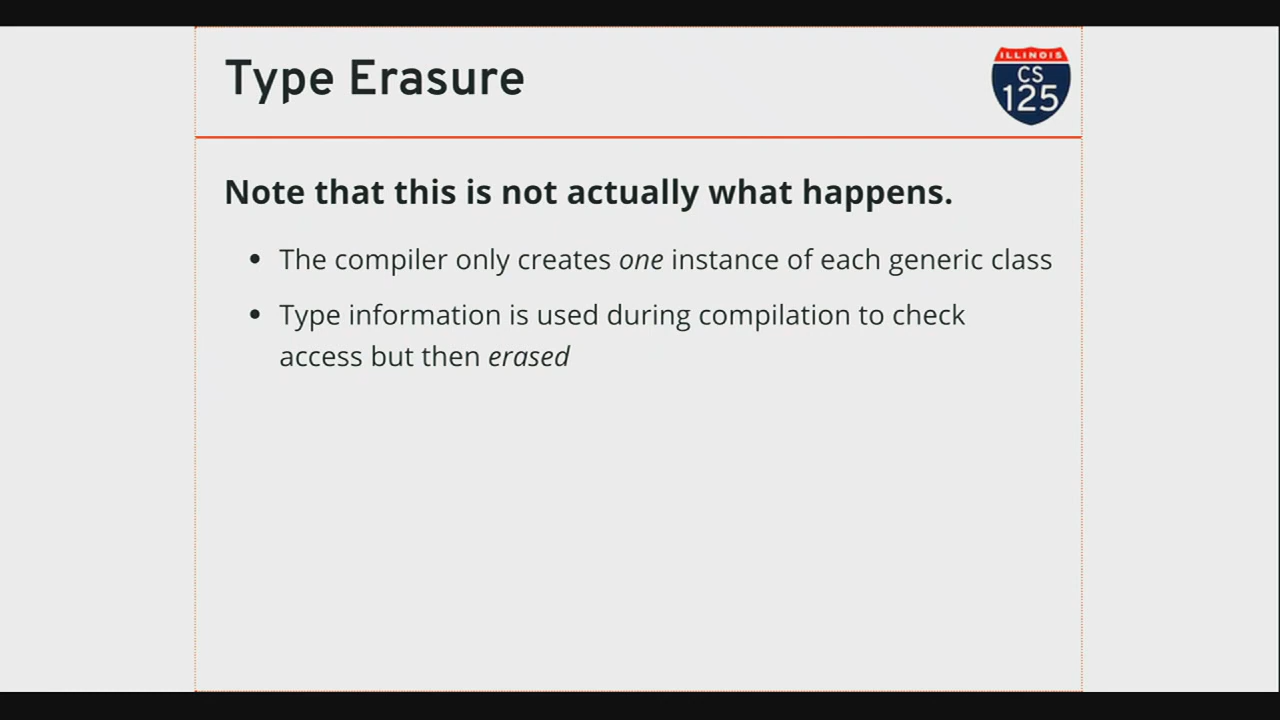 Type Erasure
ILLINOIS
CS
125
Note that this is not actually what happens.
• The compiler only creates one instance of each generic class
• Type information is used during compilation to check
access but then erased